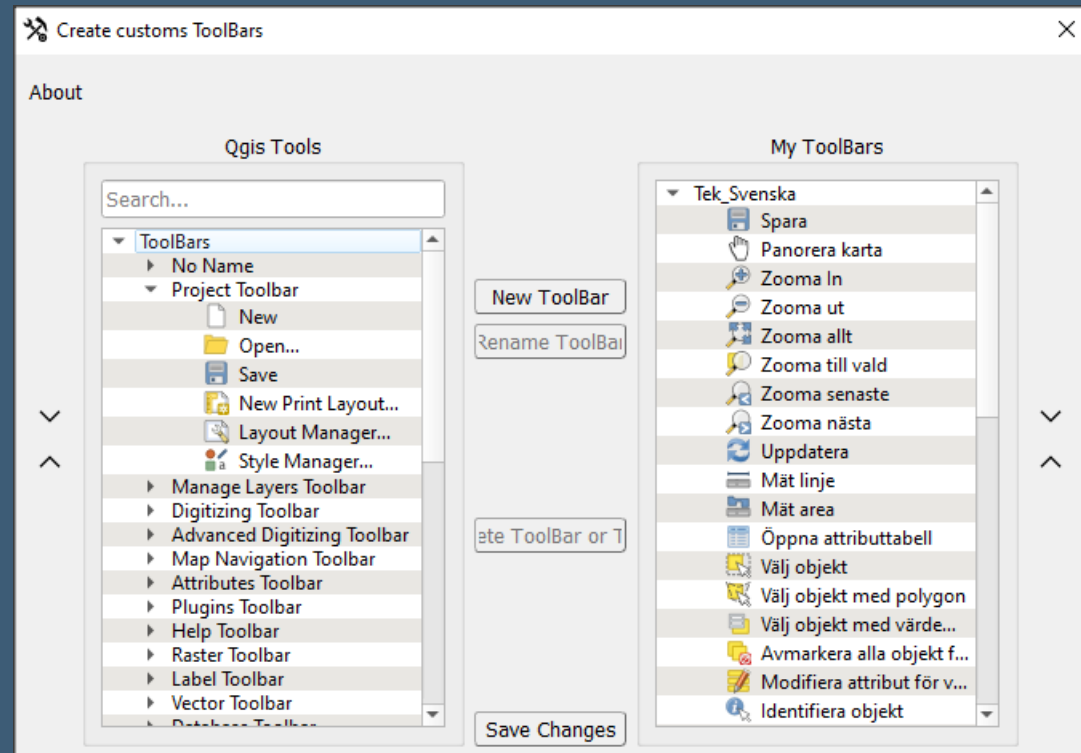 Create customs ToolBars
About
Qgis Tools
Search...
ToolBars
No Name
Project Toolbar
New
Open...
Save
New Print Layout...
Layout Manager...
Style Manager...
Manage Layers Toolbar
Digitizing Toolbar
Advanced Digitizing Toolbar
Map Navigation Toolbar
Attributes Toolbar
Plugins Toolbar
Help Toolbar
Raster Toolbar
Label Toolbar
Vector Toolbar
Database Toolbar
New ToolBar
Rename ToolBar
ete ToolBar or T
Save Changes
My ToolBars
Tek_Svenska
Spara
Panorera karta
Zooma In
Zooma ut
Zooma allt
Zooma till vald
Zooma senaste
Zooma nästa
Uppdatera
Mät linje
Mät area
Öppna attributtabell
Välj objekt
Välj objekt med polygon
Välj objekt med värde...
Avmarkera alla objekt f...
Modifiera attribut för v...
Identifiera objekt